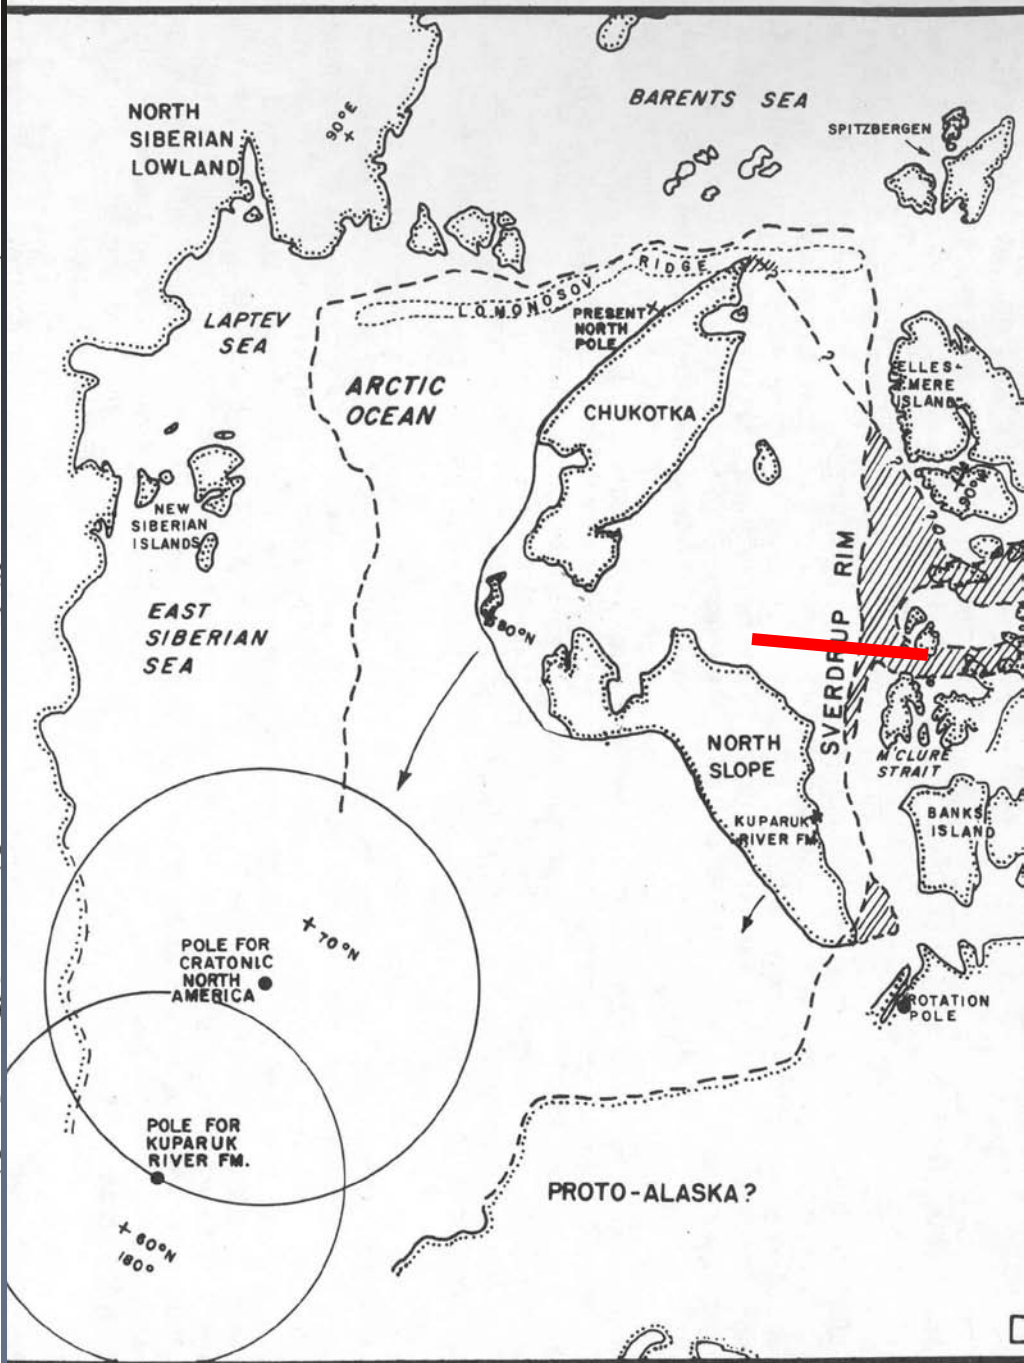 BARENTS SEA
NORTH
SIBERIAN
LOWLAND
90°E
SPITZBERGEN
LAPTEV
SEA
LOMONOSOV RIDGE
PRESENT
NORTH
POLE
ARCTIC
OCEAN
CHUKOTKA
ELLES-
MERE
ISLAND
90°W
NEW
SIBERIAN
ISLANDS
SVERDRUP RIM
80°N
EAST
SIBERIAN
SEA
NORTH
SLOPE
M'CLURE
STRAIT
KUPARUK
RIVER FM.
BANKS
ISLAND
70°N
POLE FOR
CRATONIC
NORTH
AMERICA
ROTATION
POLE
POLE FOR
KUPARUK
RIVER FM.
PROTO-ALASKA?
60°N
180°